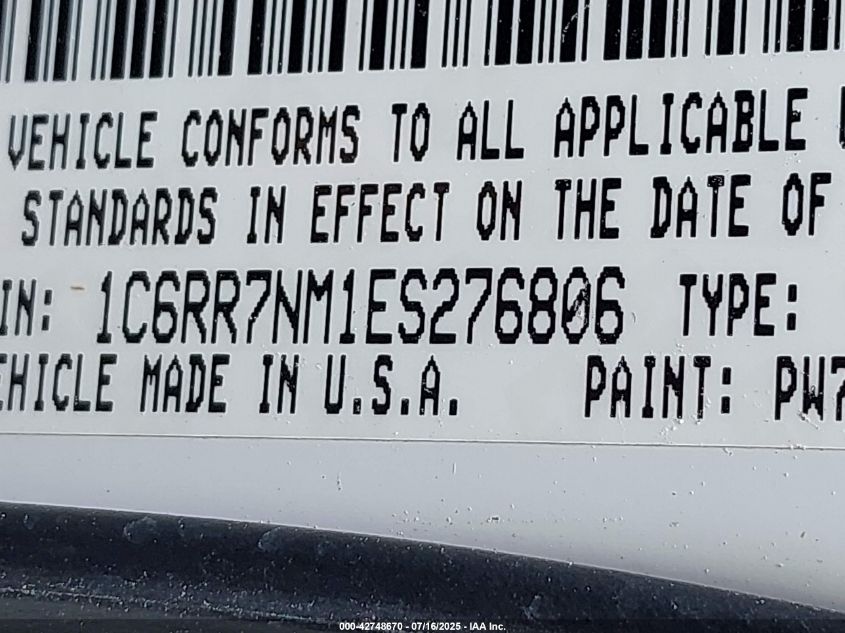 VEHICLE CONFORMS TO ALL APPLICABLE
STANDARDS IN EFFECT ON THE DATE OF
IN: 1C6RR7NM1ES276806 TYPE:
EHICLE MADE IN U.S.A. PAINT: PW7
000-42748670 - 07/16/2025 - IAA Inc.